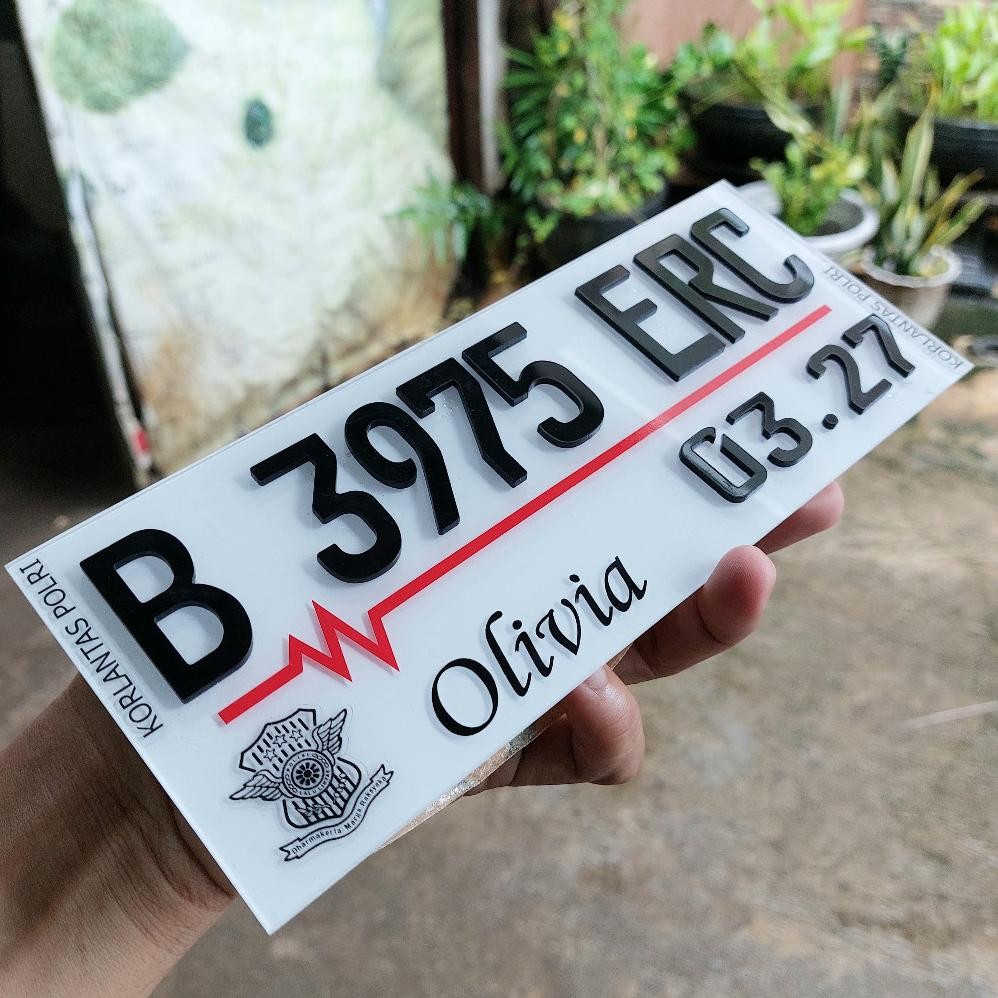 B 3975 ERC
03.27
Olivia
KORLANTAS POLRI
KORLANTAS POLRI
Dharmakerta Marga Raksyaka